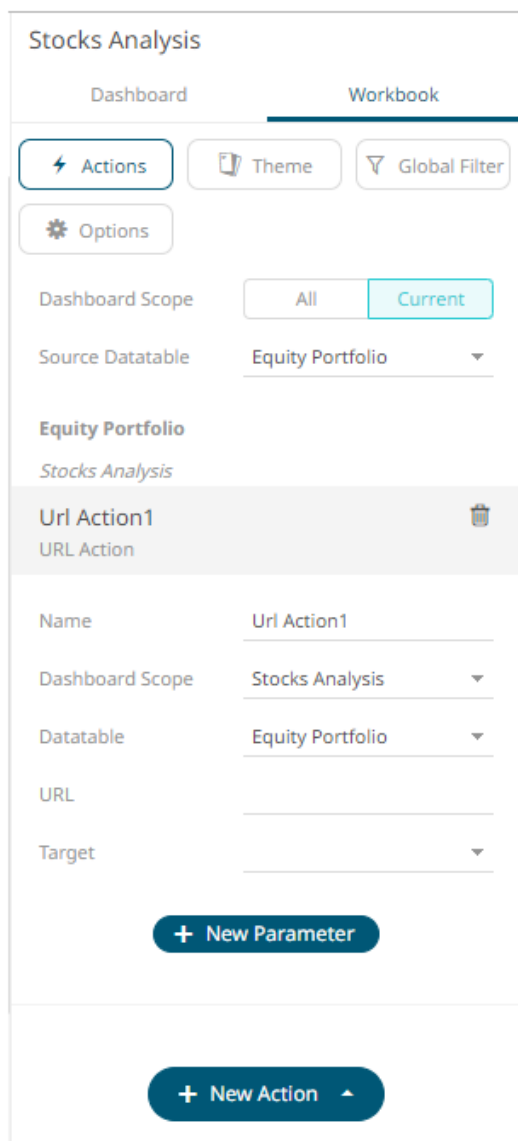 Stocks Analysis
Dashboard Workbook
Actions Theme Global Filter
Options
Dashboard Scope All Current
Source Datatable Equity Portfolio
Equity Portfolio
Stocks Analysis
Url Action1
URL Action
Name Url Action1
Dashboard Scope Stocks Analysis
Datatable Equity Portfolio
URL
Target
+ New Parameter
+ New Action